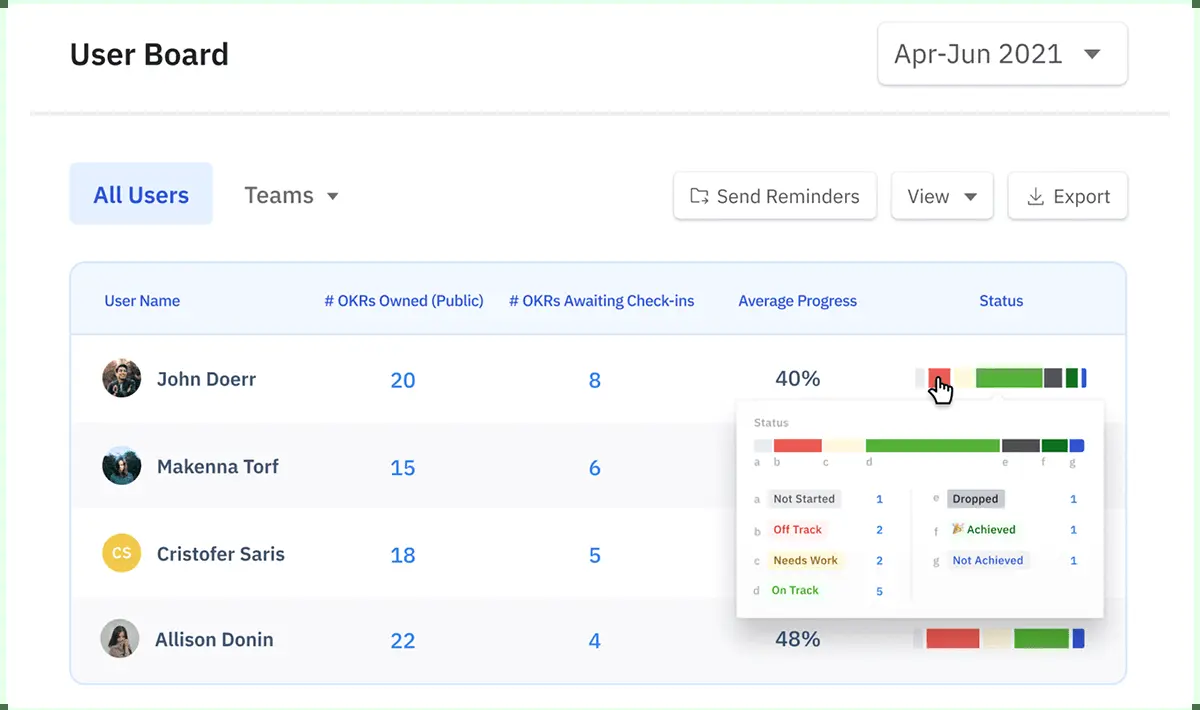 User Board
Apr-Jun 2021
All Users
Teams
Send Reminders
View
Export
User Name
# OKRs Owned (Public)
# OKRs Awaiting Check-ins
Average Progress
Status
John Doerr
20
8
40%
Makenna Torf
15
6
CS
Cristofer Saris
18
5
Allison Donin
22
4
48%
Status
a b c d e f g
a Not Started 1
b Off Track 2
c Needs Work 2
d On Track 5
e Dropped 1
f 🎉 Achieved 1
g Not Achieved 1